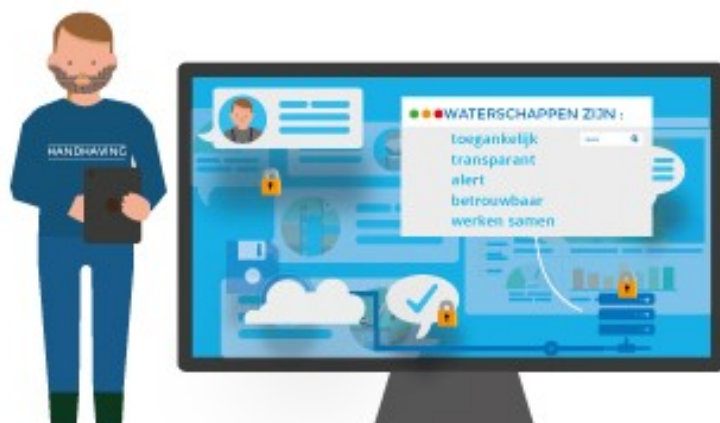 HANDHAVING
WATERSCHAPPEN ZIJN :
toegankelijk
transparant
alert
betrouwbaar
werken samen